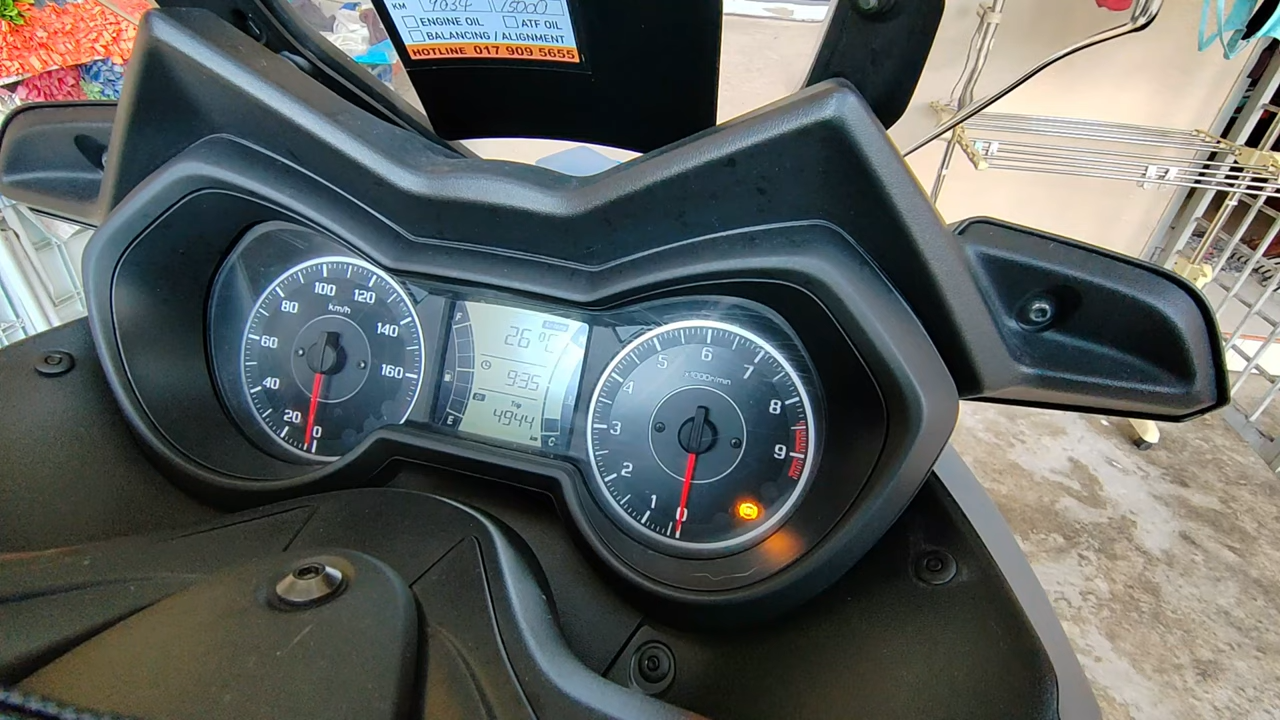 KM 9034 15000
ENGINE OIL ATF OIL
BALANCING / ALIGNMENT
HOTLINE 017 909 5655
0
20
40
60
80
100
120
140
160
km/h
F
26 °C
9:35
Trip
4944
km
E
C
0
1
2
3
4
5
6
7
8
9
x1000r/min